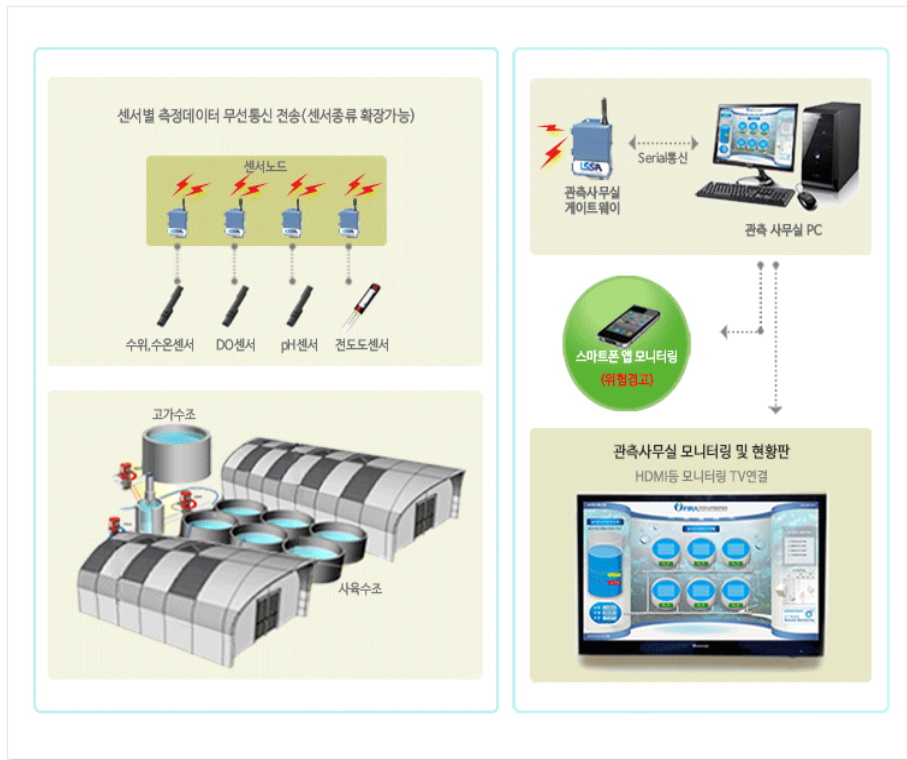 센서별 측정데이터 무선통신 전송(센서종류 확장가능)
센서노드
수위,수온센서
DO센서
pH센서
전도도센서
고가수조
사육수조
Serial통신
관측사무실
게이트웨이
관측 사무실 PC
스마트폰 앱 모니터링
(위험경고)
관측사무실 모니터링 및 현황판
HDMI등 모니터링 TV연결
FIRA